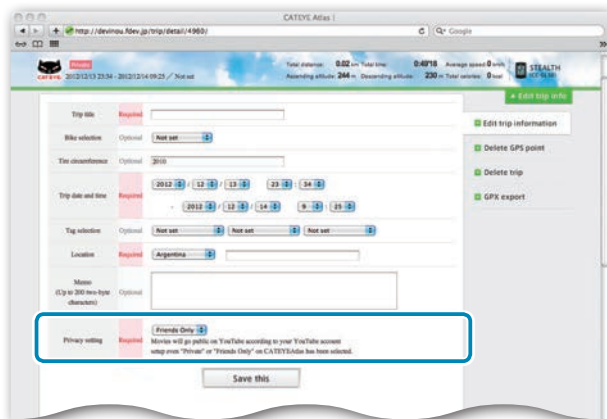 CATEYE Atlas |
http://devinou.fdev.jp/trip/detail/4960/
Google
Private
CATEYE 2012/12/13 23:34 - 2012/12/14 09:25 / Not set
Total distance: 0.02 km Total time: 0:49'18 Average speed 0 km/h
Ascending altitude: 244 m Descending altitude: 230 m Total calories: 0 kcal
STEALTH
Edit trip info
Trip title Required
Bike selection Optional Not set
Tire circumference Optional 2010
Trip date and time Required 2012 / 12 / 13 23 : 34
- 2012 / 12 / 14 9 : 25
Tag selection Optional Not set Not set Not set
Location Required Argentina
Memo
(Up to 200 two-byte
characters)
Optional
Privacy setting Required Friends Only
Movies will go public on YouTube according to your YouTube account
setup even "Private" or "Friends Only" on CATEYEAtlas has been selected.
Save this
Edit trip information
Delete GPS point
Delete trip
GPX export